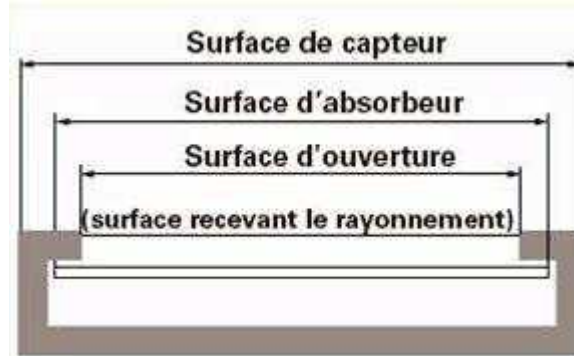 Surface de capteur
Surface d'absorbeur
Surface d'ouverture
(surface recevant le rayonnement)